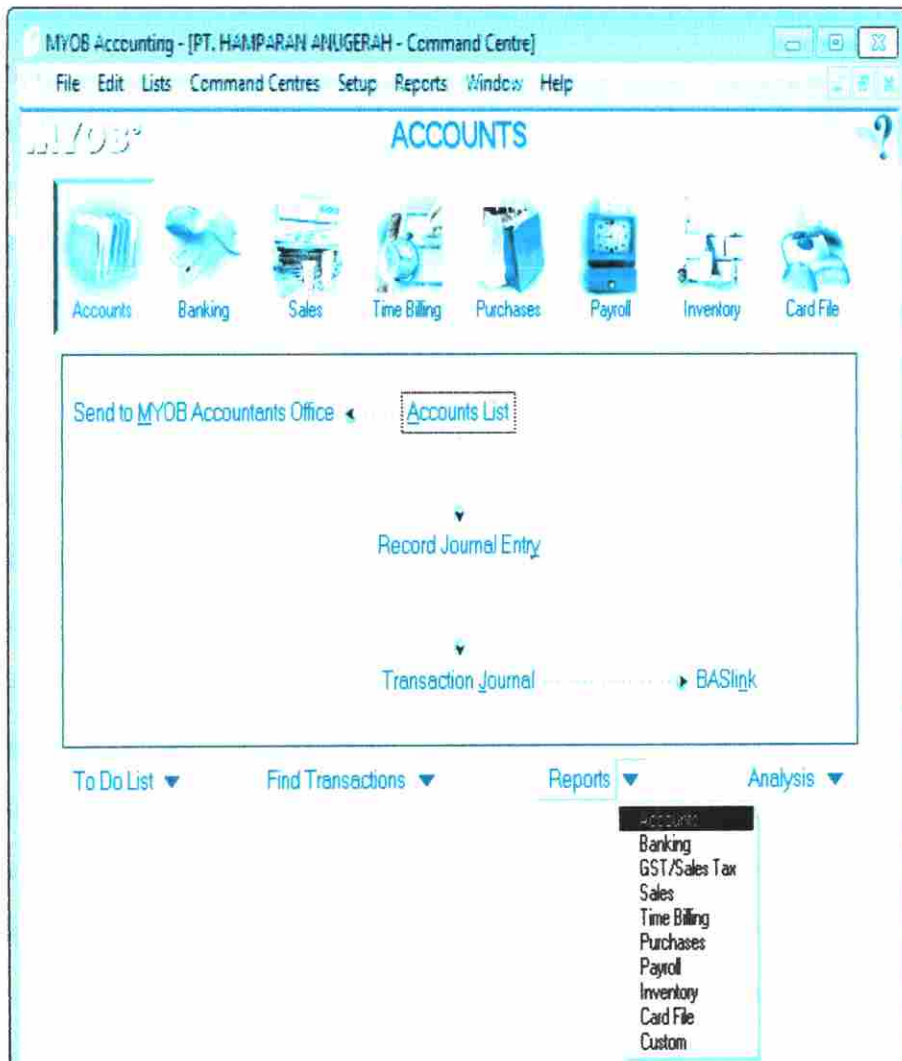 MYOB Accounting - [PT. HAMPARAN ANUGERAH - Command Centre]
File Edit Lists Command Centres Setup Reports Window Help
MYOB ACCOUNTS ?
Accounts Banking Sales Time Billing Purchases Payroll Inventory Card File
Send to MYOB Accountants Office Accounts List
Record Journal Entry
Transaction Journal BASlink
To Do List Find Transactions Reports Analysis
Accounts
Banking
GST/Sales Tax
Sales
Time Billing
Purchases
Payroll
Inventory
Card File
Custom